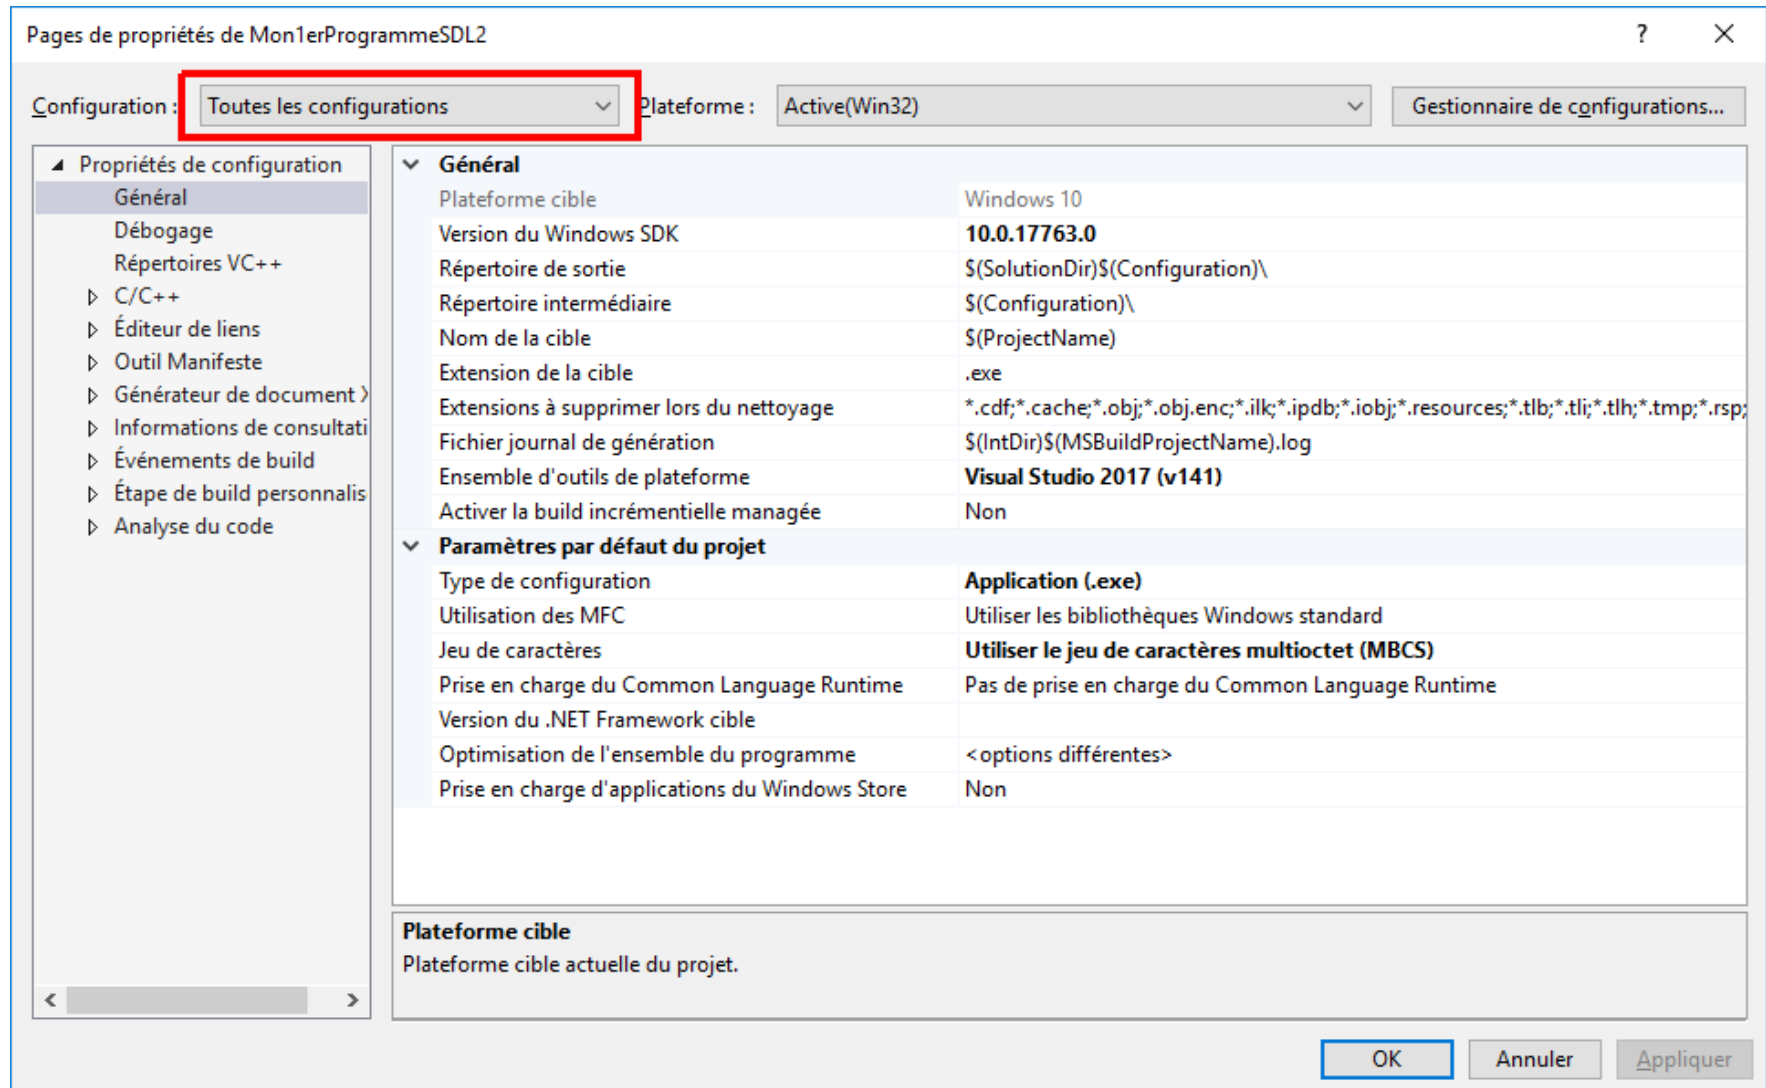 Pages de propriétés de Mon1erProgrammeSDL2
Configuration : Toutes les configurations Plateforme : Active(Win32) Gestionnaire de configurations...
Propriétés de configuration
Général
Débogage
Répertoires VC++
C/C++
Éditeur de liens
Outil Manifeste
Générateur de document X
Informations de consultati
Événements de build
Étape de build personnalis
Analyse du code
Général
Plateforme cible Windows 10
Version du Windows SDK 10.0.17763.0
Répertoire de sortie $(SolutionDir)$(Configuration)\
Répertoire intermédiaire $(Configuration)\
Nom de la cible $(ProjectName)
Extension de la cible .exe
Extensions à supprimer lors du nettoyage *.cdf;*.cache;*.obj;*.obj.enc;*.ilk;*.ipdb;*.iobj;*.resources;*.tlb;*.tli;*.tlh;*.tmp;*.rsp;
Fichier journal de génération $(IntDir)$(MSBuildProjectName).log
Ensemble d'outils de plateforme Visual Studio 2017 (v141)
Activer la build incrémentielle managée Non
Paramètres par défaut du projet
Type de configuration Application (.exe)
Utilisation des MFC Utiliser les bibliothèques Windows standard
Jeu de caractères Utiliser le jeu de caractères multioctet (MBCS)
Prise en charge du Common Language Runtime Pas de prise en charge du Common Language Runtime
Version du .NET Framework cible
Optimisation de l'ensemble du programme <options différentes>
Prise en charge d'applications du Windows Store Non
Plateforme cible
Plateforme cible actuelle du projet.
OK Annuler Appliquer